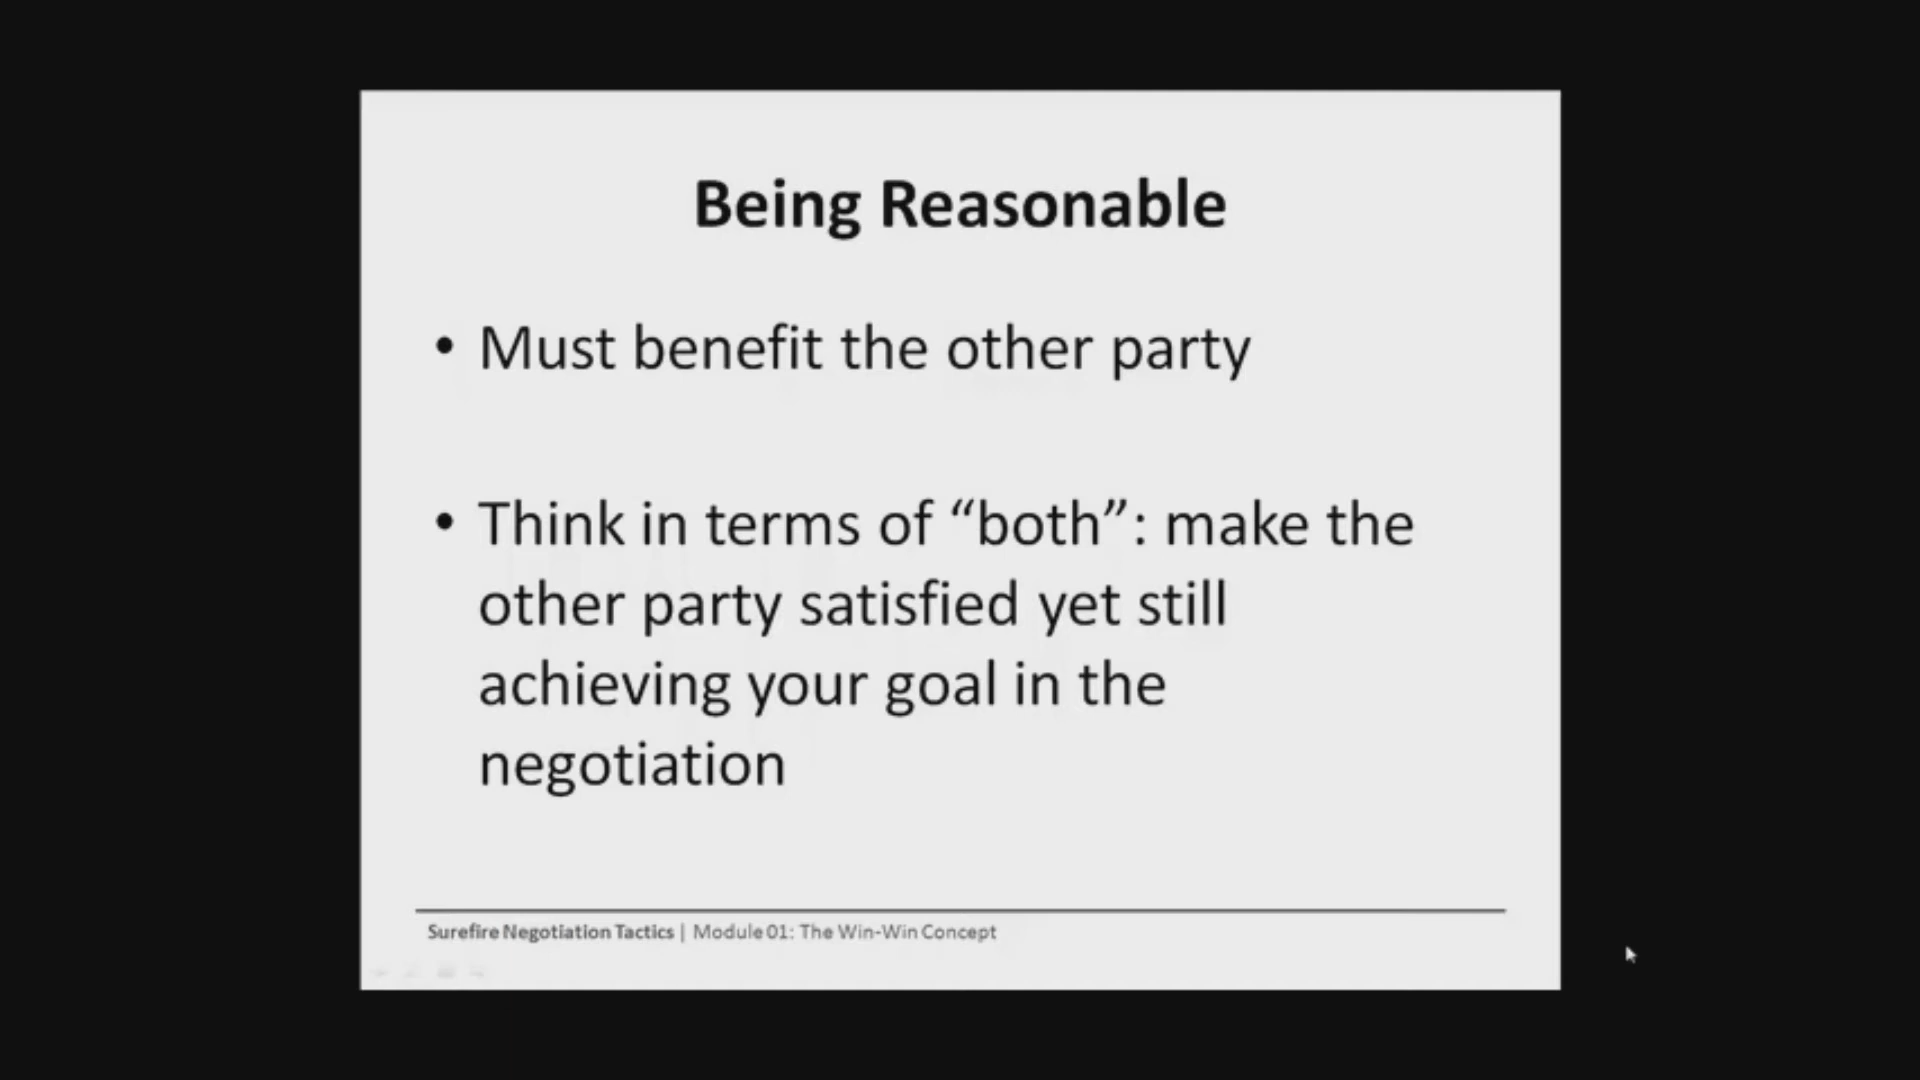 Being Reasonable
• Must benefit the other party
• Think in terms of “both”: make the
other party satisfied yet still
achieving your goal in the
negotiation
Surefire Negotiation Tactics | Module 01: The Win-Win Concept